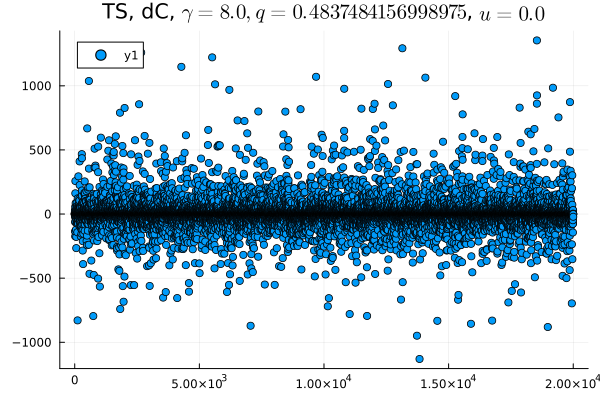 TS, dC, γ = 8.0, q = 0.4837484156998975, u = 0.0
y1
1000
500
0
−500
−1000
0 5.00×10³ 1.00×10⁴ 1.50×10⁴ 2.00×10⁴